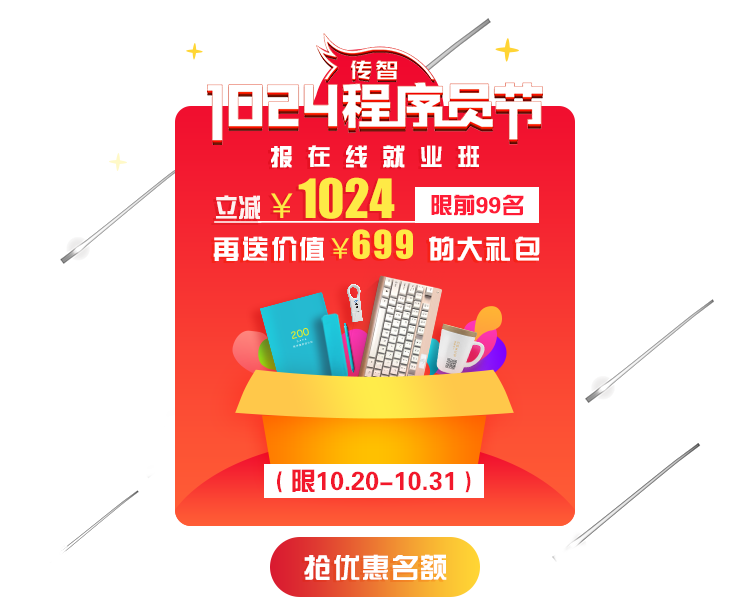 传智
1024程序员节
报在线就业班
立减¥1024 限前99名
再送价值¥699的大礼包
200
（限10.20-10.31）
抢优惠名额